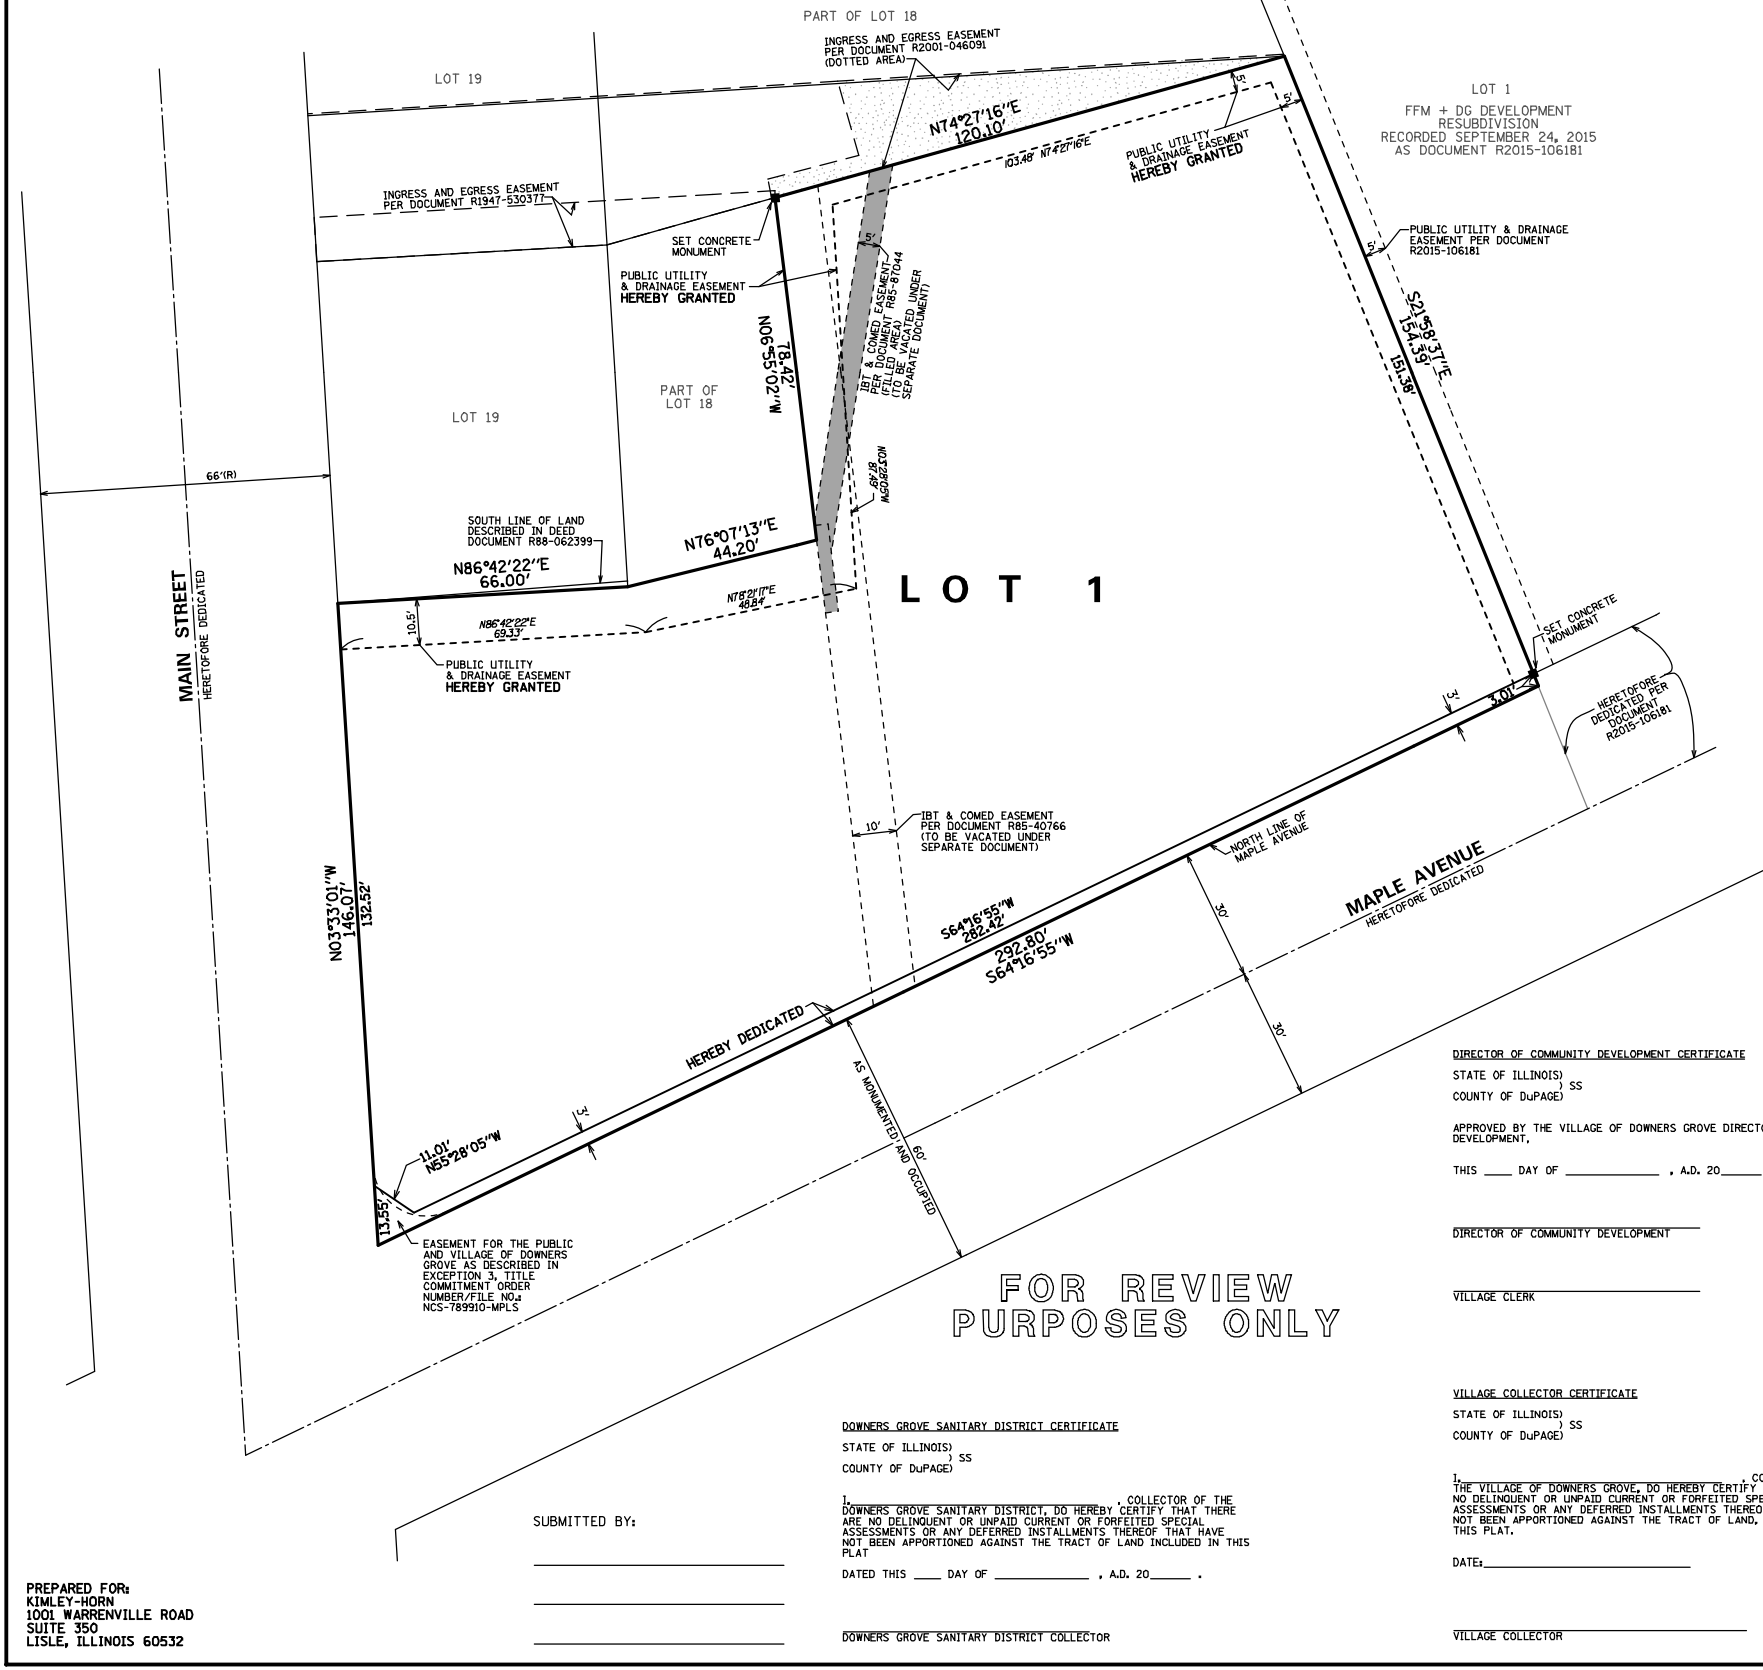 PART OF LOT 18
INGRESS AND EGRESS EASEMENT
PER DOCUMENT R2001-046091
(DOTTED AREA)
LOT 19
LOT 1
FFM + DG DEVELOPMENT
RESUBDIVISION
RECORDED SEPTEMBER 24, 2015
AS DOCUMENT R2015-106181
N74°27'16"E
120.10'
5'
5'
103.48' N74°27'16"E
PUBLIC UTILITY
& DRAINAGE EASEMENT
HEREBY GRANTED
INGRESS AND EGRESS EASEMENT
PER DOCUMENT R1947-530377
SET CONCRETE
MONUMENT
PUBLIC UTILITY
& DRAINAGE EASEMENT
HEREBY GRANTED
5'
IBT & COMED EASEMENT
PER DOCUMENT R85-87044
(FILLED AREA)
(TO BE VACATED UNDER
SEPARATE DOCUMENT)
5'
PUBLIC UTILITY & DRAINAGE
EASEMENT PER DOCUMENT
R2015-106181
S21°58'37"E
154.39'
151.38'
78.42'
N06°55'02"W
PART OF
LOT 18
LOT 19
N03°28'05"W
87.49'
66'(R)
SOUTH LINE OF LAND
DESCRIBED IN DEED
DOCUMENT R88-062399
N76°07'13"E
44.20'
N86°42'22"E
66.00'
LOT 1
MAIN STREET
HERETOFORE DEDICATED
N78°21'17"E
48.84'
10.5'
N86°42'22"E
69.33'
PUBLIC UTILITY
& DRAINAGE EASEMENT
HEREBY GRANTED
SET CONCRETE
MONUMENT
3'
3.01'
HERETOFORE
DEDICATED PER
DOCUMENT
R2015-106181
10'
IBT & COMED EASEMENT
PER DOCUMENT R85-40766
(TO BE VACATED UNDER
SEPARATE DOCUMENT)
NORTH LINE OF
MAPLE AVENUE
MAPLE AVENUE
HERETOFORE DEDICATED
N03°33'01"W
146.07'
132.52'
S64°16'55"W
282.42'
292.80'
S64°16'55"W
30'
30'
HEREBY DEDICATED
AS MONUMENTED AND OCCUPIED
60'
3'
11.01'
N55°28'05"W
13.55'
EASEMENT FOR THE PUBLIC
AND VILLAGE OF DOWNERS
GROVE AS DESCRIBED IN
EXCEPTION 3, TITLE
COMMITMENT ORDER
NUMBER/FILE NO.:
NCS-789910-MPLS
FOR REVIEW
PURPOSES ONLY
DIRECTOR OF COMMUNITY DEVELOPMENT CERTIFICATE
STATE OF ILLINOIS)
) SS
COUNTY OF DuPAGE)
APPROVED BY THE VILLAGE OF DOWNERS GROVE DIRECTO
DEVELOPMENT,
THIS ____ DAY OF ____________ , A.D. 20_____
DIRECTOR OF COMMUNITY DEVELOPMENT
VILLAGE CLERK
VILLAGE COLLECTOR CERTIFICATE
STATE OF ILLINOIS)
) SS
COUNTY OF DuPAGE)
I,____________________ , CO
THE VILLAGE OF DOWNERS GROVE, DO HEREBY CERTIFY
NO DELINQUENT OR UNPAID CURRENT OR FORFEITED SPE
ASSESSMENTS OR ANY DEFERRED INSTALLMENTS THEREO
NOT BEEN APPORTIONED AGAINST THE TRACT OF LAND,
THIS PLAT.
DATE:____________________
VILLAGE COLLECTOR
DOWNERS GROVE SANITARY DISTRICT CERTIFICATE
STATE OF ILLINOIS)
) SS
COUNTY OF DuPAGE)
I,____________________ , COLLECTOR OF THE
DOWNERS GROVE SANITARY DISTRICT, DO HEREBY CERTIFY THAT THERE
ARE NO DELINQUENT OR UNPAID CURRENT OR FORFEITED SPECIAL
ASSESSMENTS OR ANY DEFERRED INSTALLMENTS THEREOF THAT HAVE
NOT BEEN APPORTIONED AGAINST THE TRACT OF LAND INCLUDED IN THIS
PLAT
DATED THIS ____ DAY OF ____________ , A.D. 20_____ .
DOWNERS GROVE SANITARY DISTRICT COLLECTOR
SUBMITTED BY:
PREPARED FOR:
KIMLEY-HORN
1001 WARRENVILLE ROAD
SUITE 350
LISLE, ILLINOIS 60532